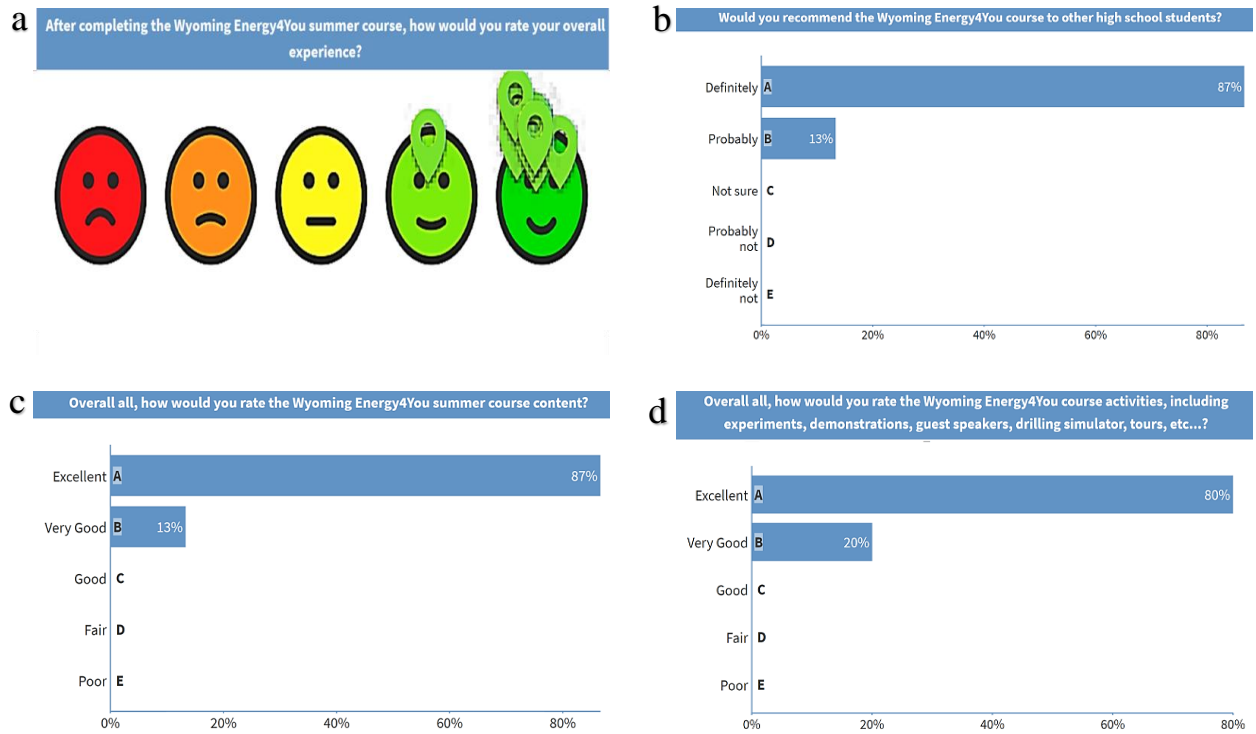 a
After completing the Wyoming Energy4You summer course, how would you rate your overall
experience?
b
Would you recommend the Wyoming Energy4You course to other high school students?
Definitely A 87%
Probably B 13%
Not sure C
Probably
not D
Definitely
not E
0% 20% 40% 60% 80%
c
Overall all, how would you rate the Wyoming Energy4You summer course content?
Excellent A 87%
Very Good B 13%
Good C
Fair D
Poor E
0% 20% 40% 60% 80%
d
Overall all, how would you rate the Wyoming Energy4You course activities, including
experiments, demonstrations, guest speakers, drilling simulator, tours, etc...?
Excellent A 80%
Very Good B 20%
Good C
Fair D
Poor E
0% 20% 40% 60% 80%